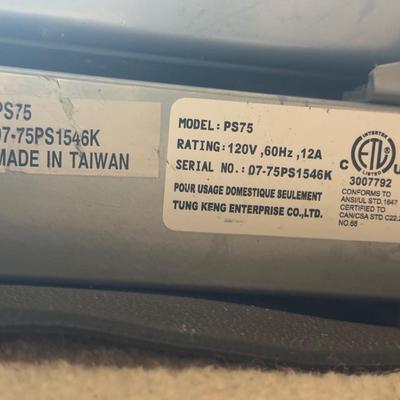 PS75
07-75PS1546K
MADE IN TAIWAN
MODEL: PS75
RATING: 120V ,60Hz ,12A
SERIAL NO.: 07-75PS1546K
POUR USAGE DOMESTIQUE SEULEMENT
TUNG KENG ENTERPRISE CO.,LTD.
INTERTEK
C ETL U
LISTED
3007792
CONFORMS TO
ANSI/UL STD.1647
CERTIFIED TO
CAN/CSA STD C22.2
NO.68